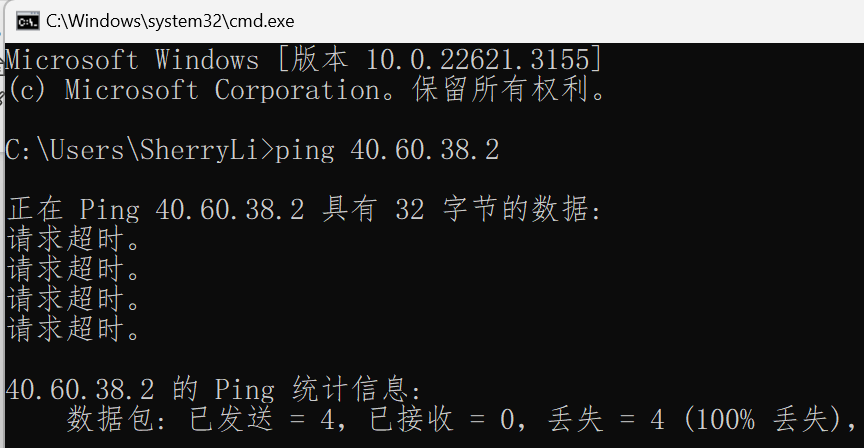 C:\Windows\system32\cmd.exe
Microsoft Windows [版本 10.0.22621.3155]
(c) Microsoft Corporation。保留所有权利。
C:\Users\SherryLi>ping 40.60.38.2
正在 Ping 40.60.38.2 具有 32 字节的数据:
请求超时。
请求超时。
请求超时。
请求超时。
40.60.38.2 的 Ping 统计信息:
数据包: 已发送 = 4，已接收 = 0，丢失 = 4 (100% 丢失)，